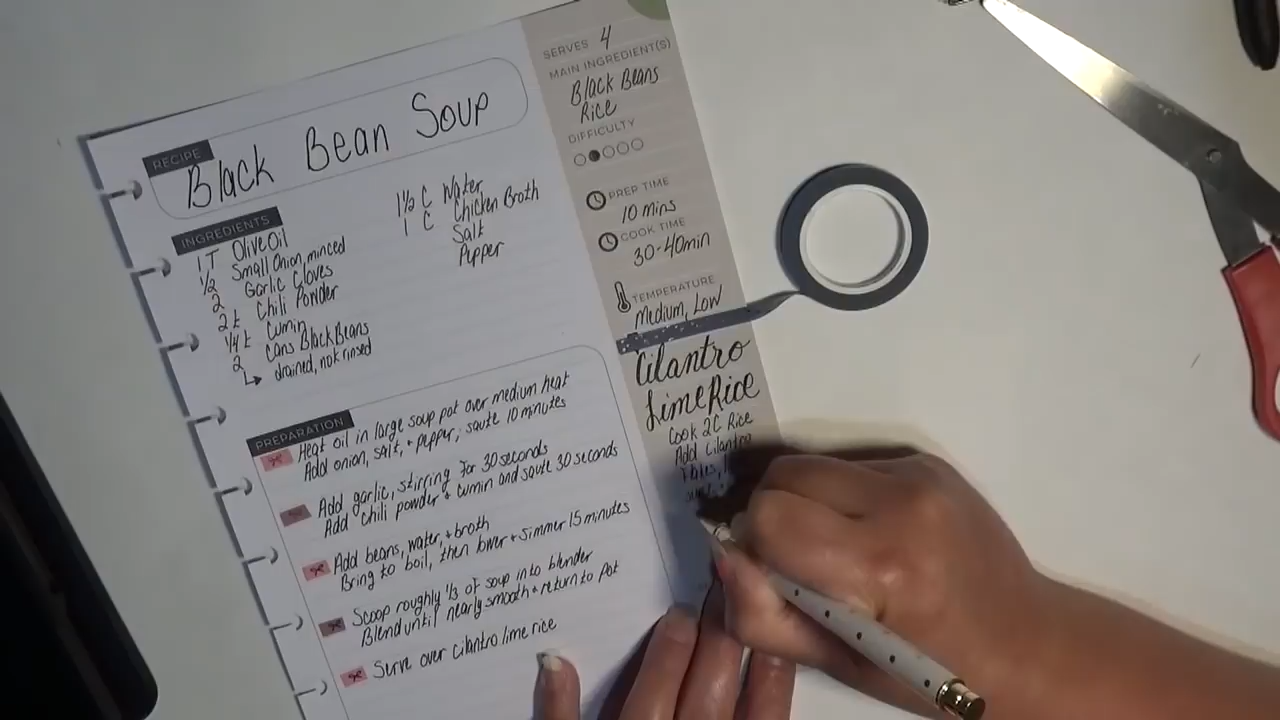 RECIPE
Black Bean Soup
INGREDIENTS
1 T Olive Oil
1/2 Small Onion, minced
2 Garlic Cloves
2 t Chili Powder
1/4 t Cumin
2 Cans Black Beans
drained, not rinsed
1 1/2 C Water
1 C Chicken Broth
Salt
Pepper
PREPARATION
Heat oil in large soup pot over medium heat
Add onion, salt, + pepper; saute 10 minutes
Add garlic, stirring for 30 seconds
Add chili powder + cumin and saute 30 seconds
Add beans, water, + broth
Bring to boil, then lower + simmer 15 minutes
Scoop roughly 1/3 of soup into blender
Blend until nearly smooth + return to pot
Serve over cilantro lime rice
SERVES 4
MAIN INGREDIENT(S)
Black Beans
Rice
DIFFICULTY
PREP TIME
10 mins
COOK TIME
30-40min
TEMPERATURE
Medium, Low
Cilantro
Lime Rice
Cook 2C Rice
Add Cilantro